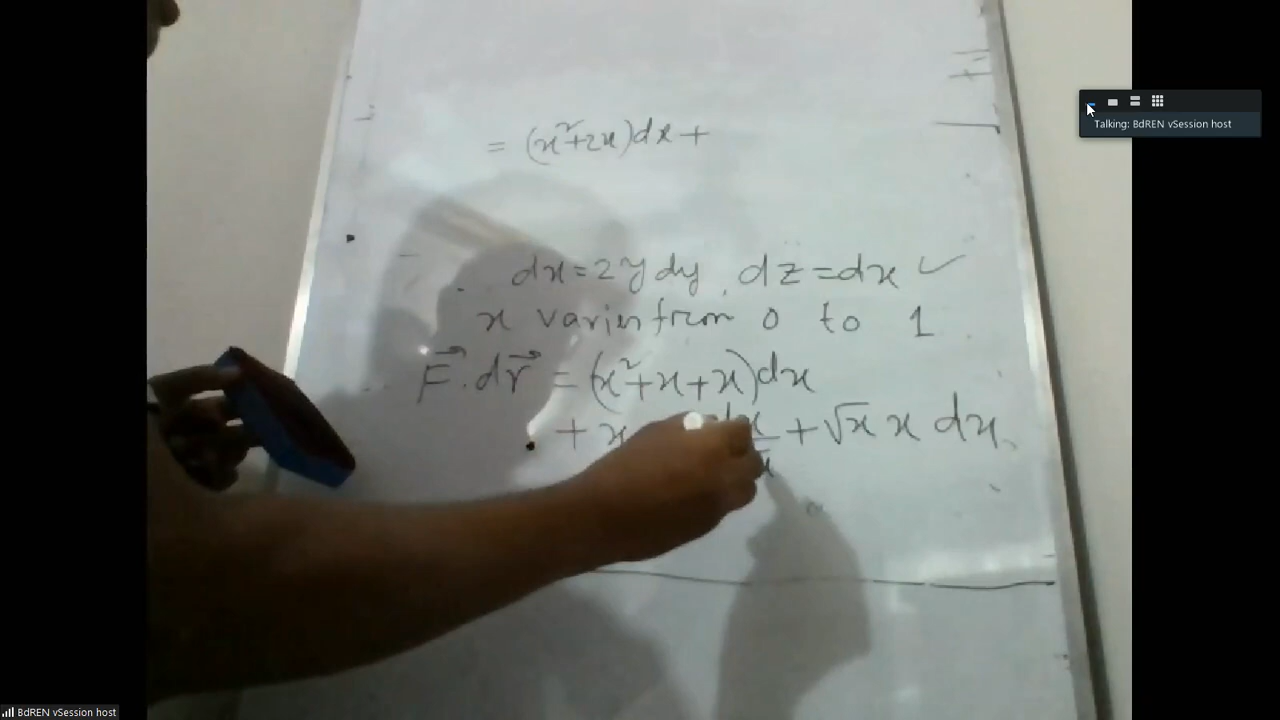 = (x²+2x)dx +
dx = 2y dy, dz = dx ✓
x varies from 0 to 1
F⃗.dr⃗ = (x²+x+x)dx
+ x dx + √x x dx
Talking: BdREN vSession host
BdREN vSession host